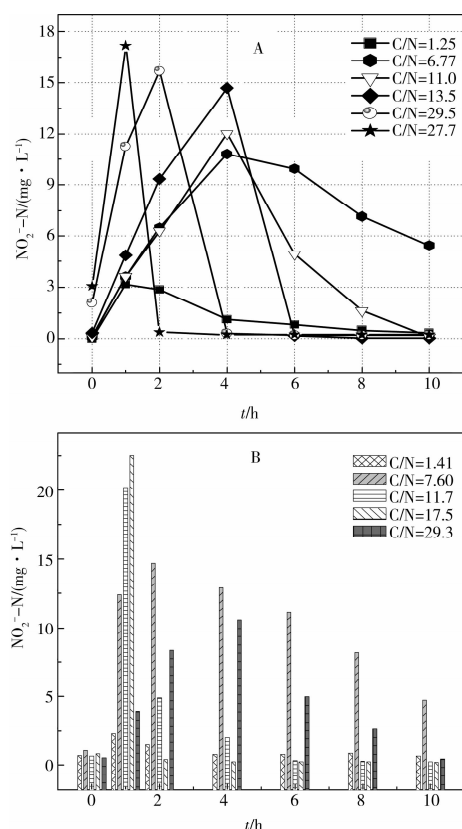 A
C/N=1.25
C/N=6.77
C/N=11.0
C/N=13.5
C/N=29.5
C/N=27.7
NO₂⁻–N/(mg · L⁻¹)
18
15
12
9
6
3
0
0 2 4 6 8 10
t/h
B
C/N=1.41
C/N=7.60
C/N=11.7
C/N=17.5
C/N=29.3
NO₂⁻–N/(mg · L⁻¹)
20
15
10
5
0
0 2 4 6 8 10
t/h